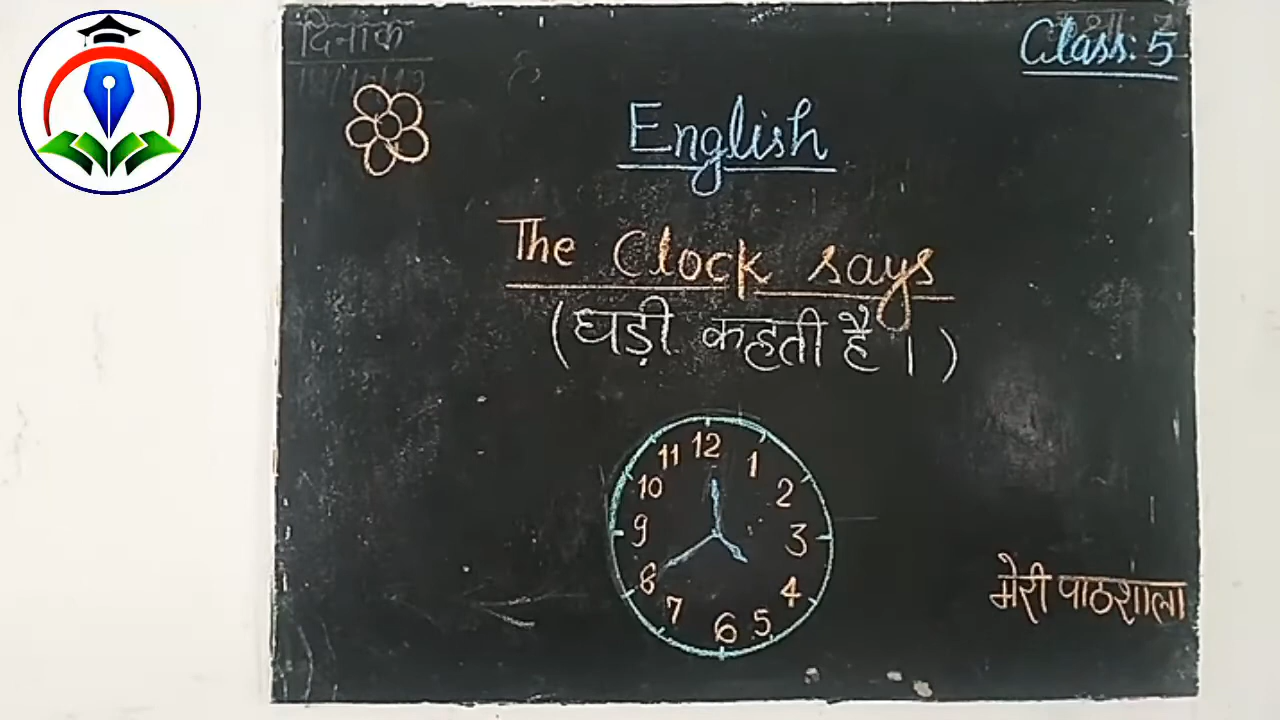 दिनांक
Class: 5
English
The Clock says
(घड़ी कहती है।)
12
11 1
10 2
9 3
8 4
7 5
6
मेरी पाठशाला